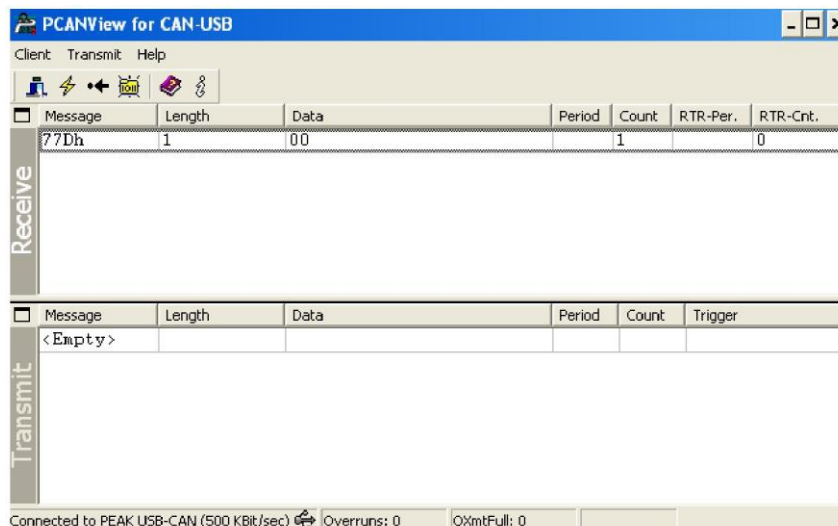 PCANView for CAN-USB
Client Transmit Help
Message Length Data Period Count RTR-Per. RTR-Cnt.
77Dh 1 00 1 0
Receive
Message Length Data Period Count Trigger
<Empty>
Transmit
Connected to PEAK USB-CAN (500 KBit/sec) Overruns: 0 QXmtFull: 0